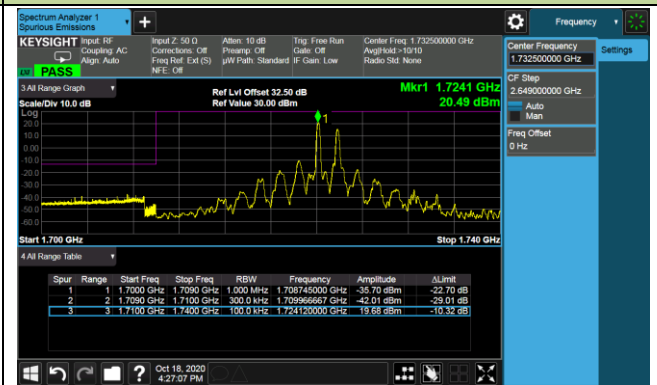 Spectrum Analyzer 1
Spurious Emissions
+
Frequency
KEYSIGHT Input: RF
Coupling: AC
Align: Auto
Input Z: 50 Ω
Corrections: Off
Freq Ref: Ext (S)
NFE: Off
Atten: 10 dB
Preamp: Off
µW Path: Standard
Trig: Free Run
Gate: Off
IF Gain: Low
Center Freq: 1.732500000 GHz
Avg|Hold:>10/10
Radio Std: None
PASS
Center Frequency
1.732500000 GHz
Settings
CF Step
2.649000000 GHz
Auto
Man
Freq Offset
0 Hz
3 All Range Graph
Scale/Div 10.0 dB
Ref Lvl Offset 32.50 dB
Ref Value 30.00 dBm
Mkr1 1.7241 GHz
20.49 dBm
Log
20.0
10.0
0.00
-10.0
-20.0
-30.0
-40.0
-50.0
-60.0
1
Start 1.700 GHz
Stop 1.740 GHz
4 All Range Table
Spur Range Start Freq Stop Freq RBW Frequency Amplitude ΔLimit
1 1 1.7000 GHz 1.7090 GHz 1.000 MHz 1.708745000 GHz -35.70 dBm -22.70 dB
2 2 1.7090 GHz 1.7100 GHz 300.0 kHz 1.709966667 GHz -42.01 dBm -29.01 dB
3 3 1.7100 GHz 1.7400 GHz 100.0 kHz 1.724120000 GHz 19.68 dBm -10.32 dB
?
Oct 18, 2020
4:27:07 PM